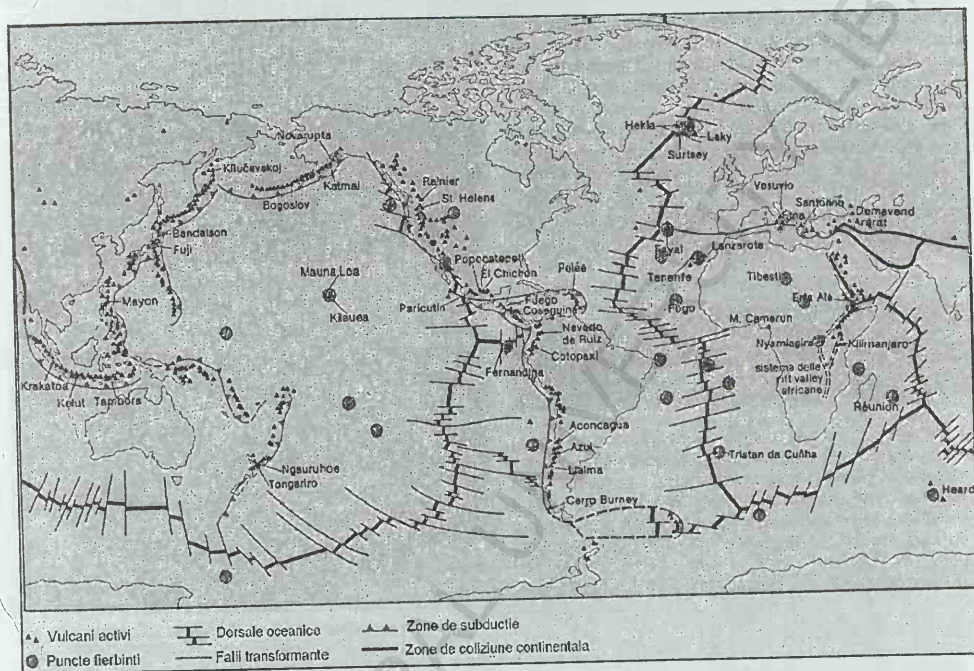 Novarupta
Kliučevskoj
Katmai
Bogoslov
Rainier
St. Helens
Bandaisan
Fuji
Mayon
Krakatoa
Kelut
Tambora
Mauna Loa
Kilauea
Popocatepetl
El Chichón
Paricutin
Pelée
Fuego
Coseguina
Nevado
de Ruiz
Cotopaxi
Fernandina
Aconcagua
Azul
Llaima
Cerro Burney
Ngauruhoe
Tongariro
Hekla
Laky
Surtsey
Vesuvio
Etna
Santorino
Demavend
Ararat
Fayal
Lanzarote
Tenerife
Tibesti
Fogo
Erta Ale
M. Camerun
Nyamlagira
Kilimanjaro
sistema delle
rift valley
africane
Réunion
Tristan da Cuñha
Heard
Vulcani activi
Dorsale oceanice
Zone de subductie
Puncte fierbinti
Falii transformante
Zone de coliziune continentala